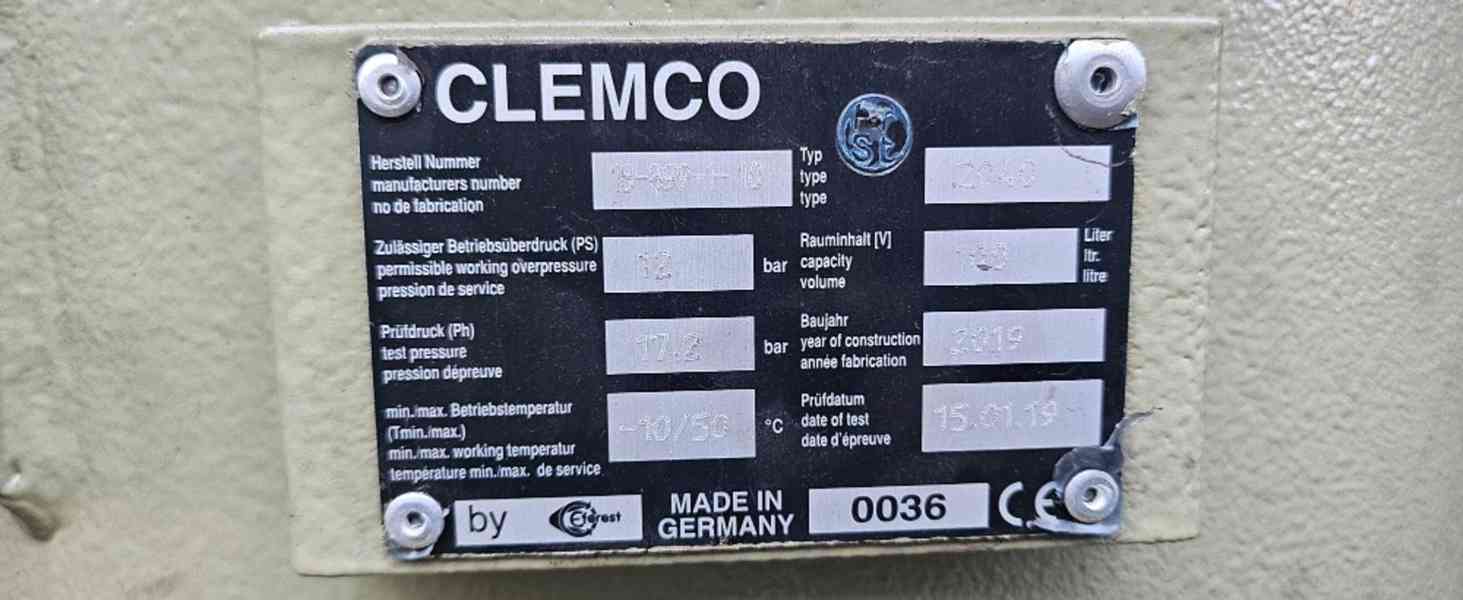 CLEMCO
Herstell Nummer
manufacturers number
no de fabrication
Typ
type
type
2040
Zulässiger Betriebsüberdruck (PS)
permissible working overpressure
pression de service
12
bar
Rauminhalt [V]
capacity
volume
Liter
ltr.
litre
Prüfdruck (Ph)
test pressure
pression dépreuve
17.2
bar
Baujahr
year of construction
année fabrication
2019
min./max. Betriebstemperatur
(Tmin./max.)
min./max. working temperatur
température min./max. de service
-10/50
°C
Prüfdatum
date of test
date d'épreuve
15.01.19
by
MADE IN
GERMANY
0036
CE